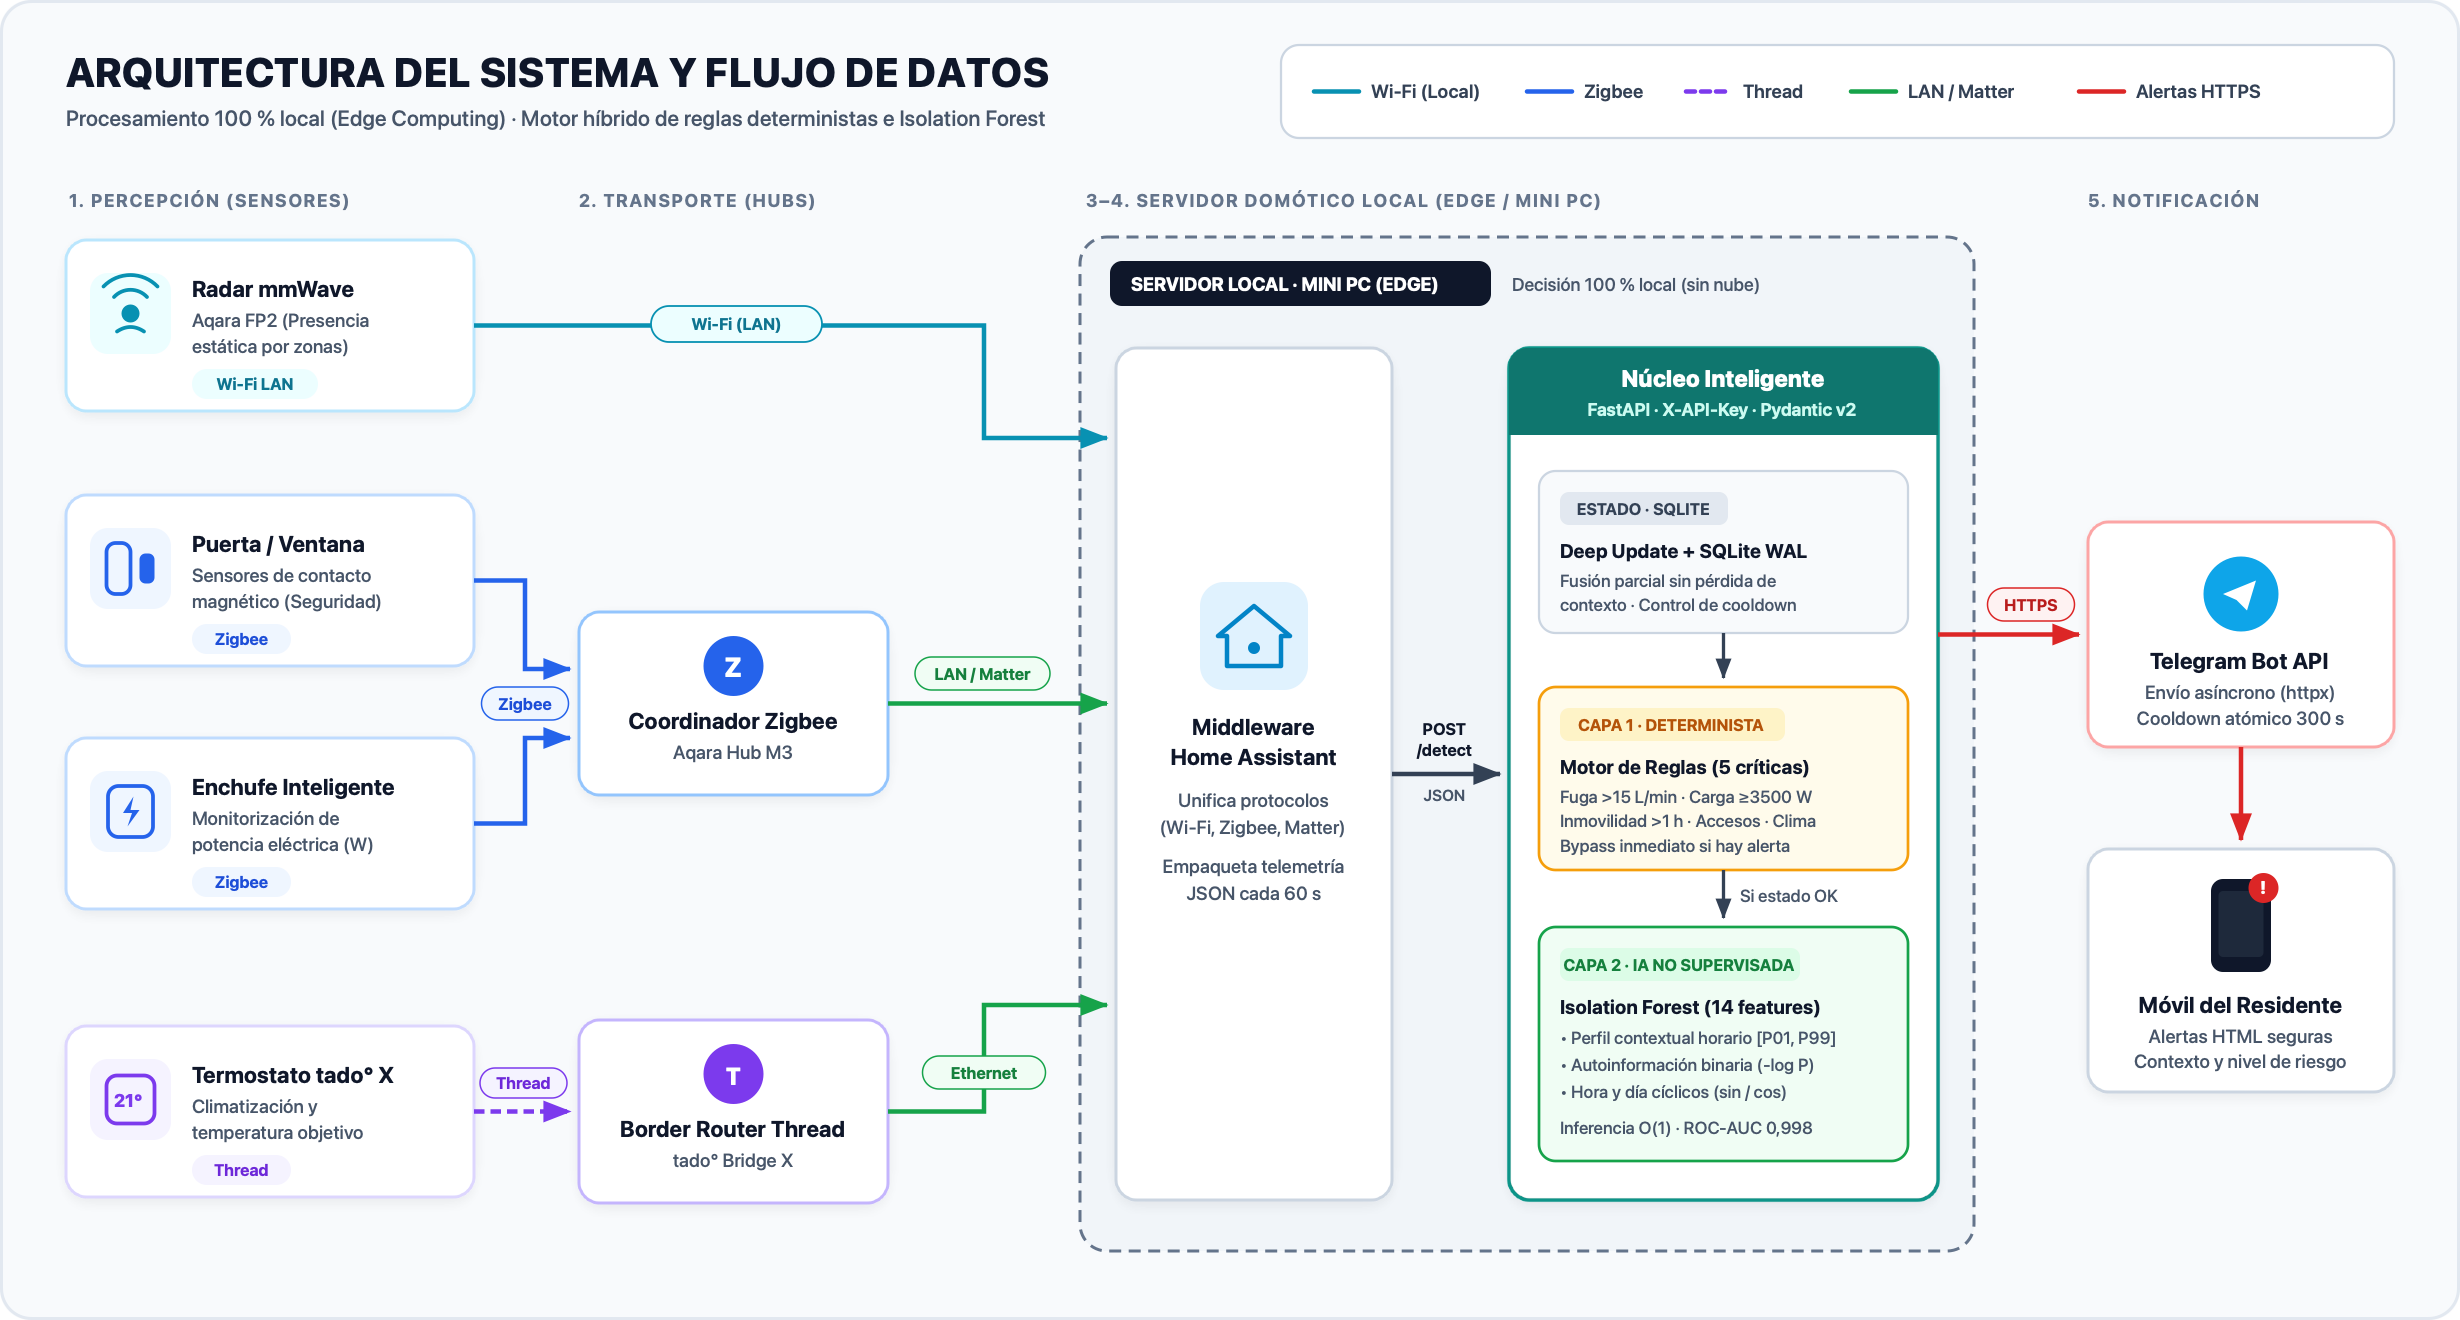 ARQUITECTURA DEL SISTEMA Y FLUJO DE DATOS
Procesamiento 100 % local (Edge Computing) · Motor híbrido de reglas deterministas e Isolation Forest
Wi-Fi (Local)
Zigbee
Thread
LAN / Matter
Alertas HTTPS
1. PERCEPCIÓN (SENSORES)
2. TRANSPORTE (HUBS)
3–4. SERVIDOR DOMÓTICO LOCAL (EDGE / MINI PC)
5. NOTIFICACIÓN
Radar mmWave
Aqara FP2 (Presencia
estática por zonas)
Wi-Fi LAN
Wi-Fi (LAN)
Puerta / Ventana
Sensores de contacto
magnético (Seguridad)
Zigbee
Zigbee
Enchufe Inteligente
Monitorización de
potencia eléctrica (W)
Zigbee
21°
Termostato tado° X
Climatización y
temperatura objetivo
Thread
Thread
Z
Coordinador Zigbee
Aqara Hub M3
LAN / Matter
T
Border Router Thread
tado° Bridge X
Ethernet
SERVIDOR LOCAL · MINI PC (EDGE)
Decisión 100 % local (sin nube)
Middleware
Home Assistant
Unifica protocolos
(Wi-Fi, Zigbee, Matter)
Empaqueta telemetría
JSON cada 60 s
POST
/detect
JSON
Núcleo Inteligente
FastAPI · X-API-Key · Pydantic v2
ESTADO · SQLITE
Deep Update + SQLite WAL
Fusión parcial sin pérdida de
contexto · Control de cooldown
CAPA 1 · DETERMINISTA
Motor de Reglas (5 críticas)
Fuga >15 L/min · Carga ≥3500 W
Inmovilidad >1 h · Accesos · Clima
Bypass inmediato si hay alerta
Si estado OK
CAPA 2 · IA NO SUPERVISADA
Isolation Forest (14 features)
• Perfil contextual horario [P01, P99]
• Autoinformación binaria (-log P)
• Hora y día cíclicos (sin / cos)
Inferencia O(1) · ROC-AUC 0,998
HTTPS
Telegram Bot API
Envío asíncrono (httpx)
Cooldown atómico 300 s
!
Móvil del Residente
Alertas HTML seguras
Contexto y nivel de riesgo